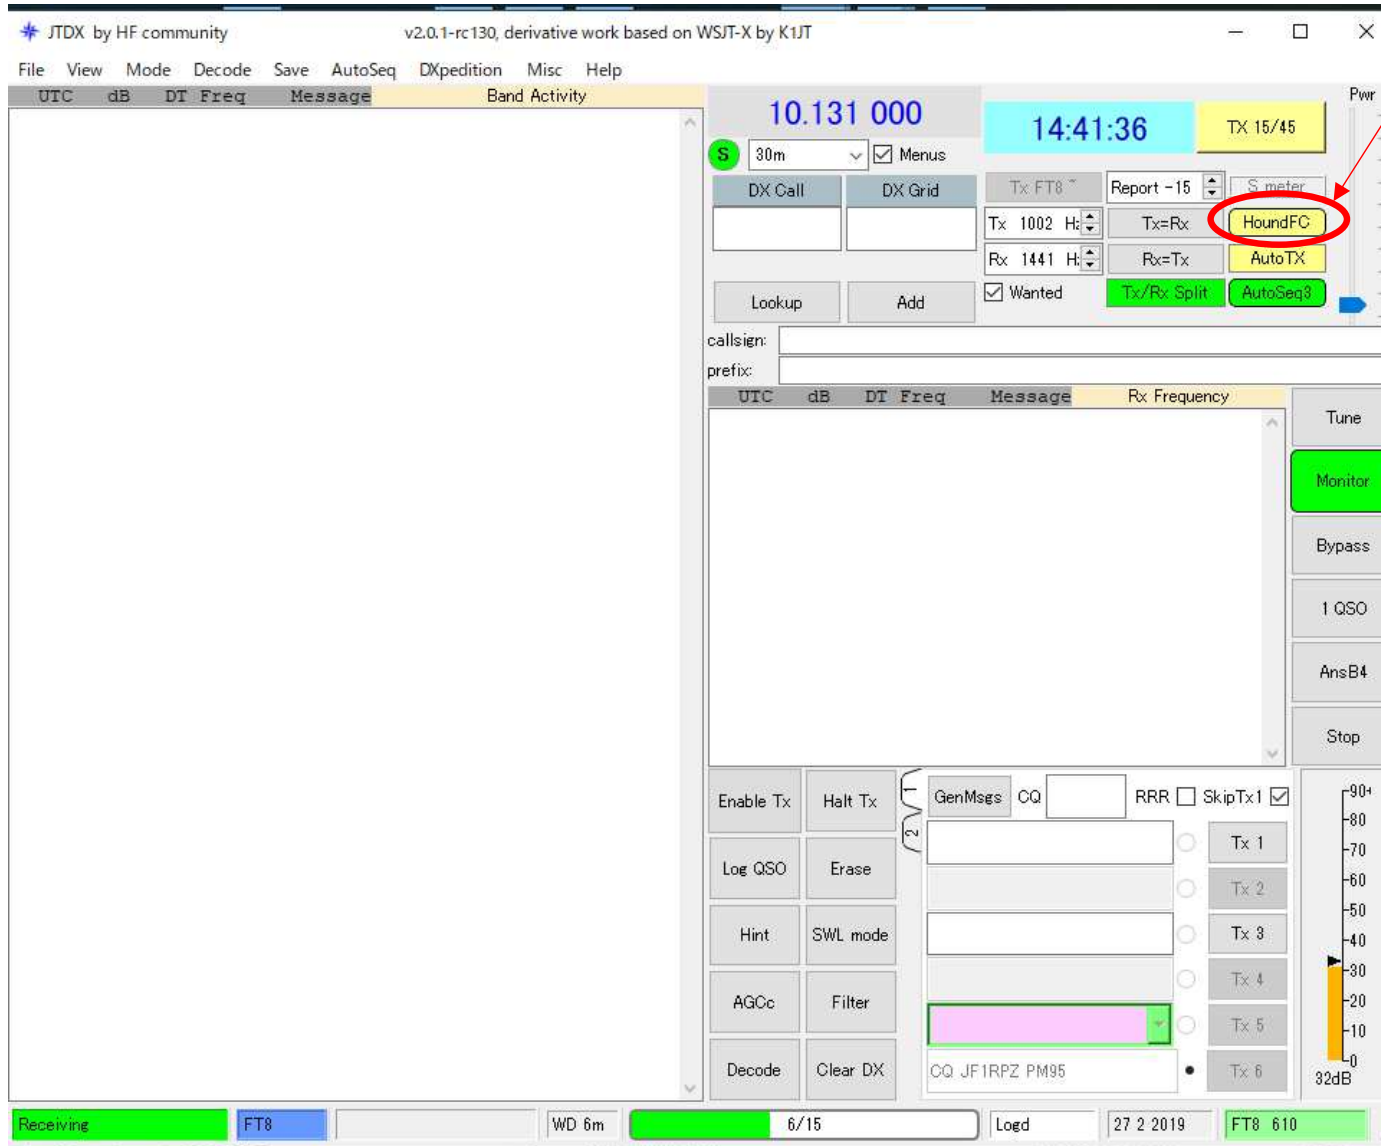 JTDX by HF community v2.0.1-rc130, derivative work based on WSJT-X by K1JT
File View Mode Decode Save AutoSeq DXpedition Misc Help
UTC dB DT Freq Message Band Activity
10.131 000
14:41:36
TX 15/45
Pwr
S 30m Menus
DX Call DX Grid
Tx FT8 ~ Report -15 S meter
Tx 1002 Hz Tx=Rx HoundFC
Rx 1441 Hz Rx=Tx AutoTX
Lookup Add
Wanted Tx/Rx Split AutoSeq3
callsign:
prefix:
UTC dB DT Freq Message Rx Frequency
Tune
Monitor
Bypass
1 QSO
AnsB4
Stop
Enable Tx Halt Tx
1
2
GenMsgs CQ RRR SkipTx1
Tx 1
Log QSO Erase
Tx 2
Hint SWL mode
Tx 3
Tx 4
AGCc Filter
Tx 5
Decode Clear DX
CQ JF1RPZ PM95 Tx 6
90+
80
70
60
50
40
30
20
10
0
32dB
Receiving FT8 WD 6m 6/15 Logd 27 2 2019 FT8 610